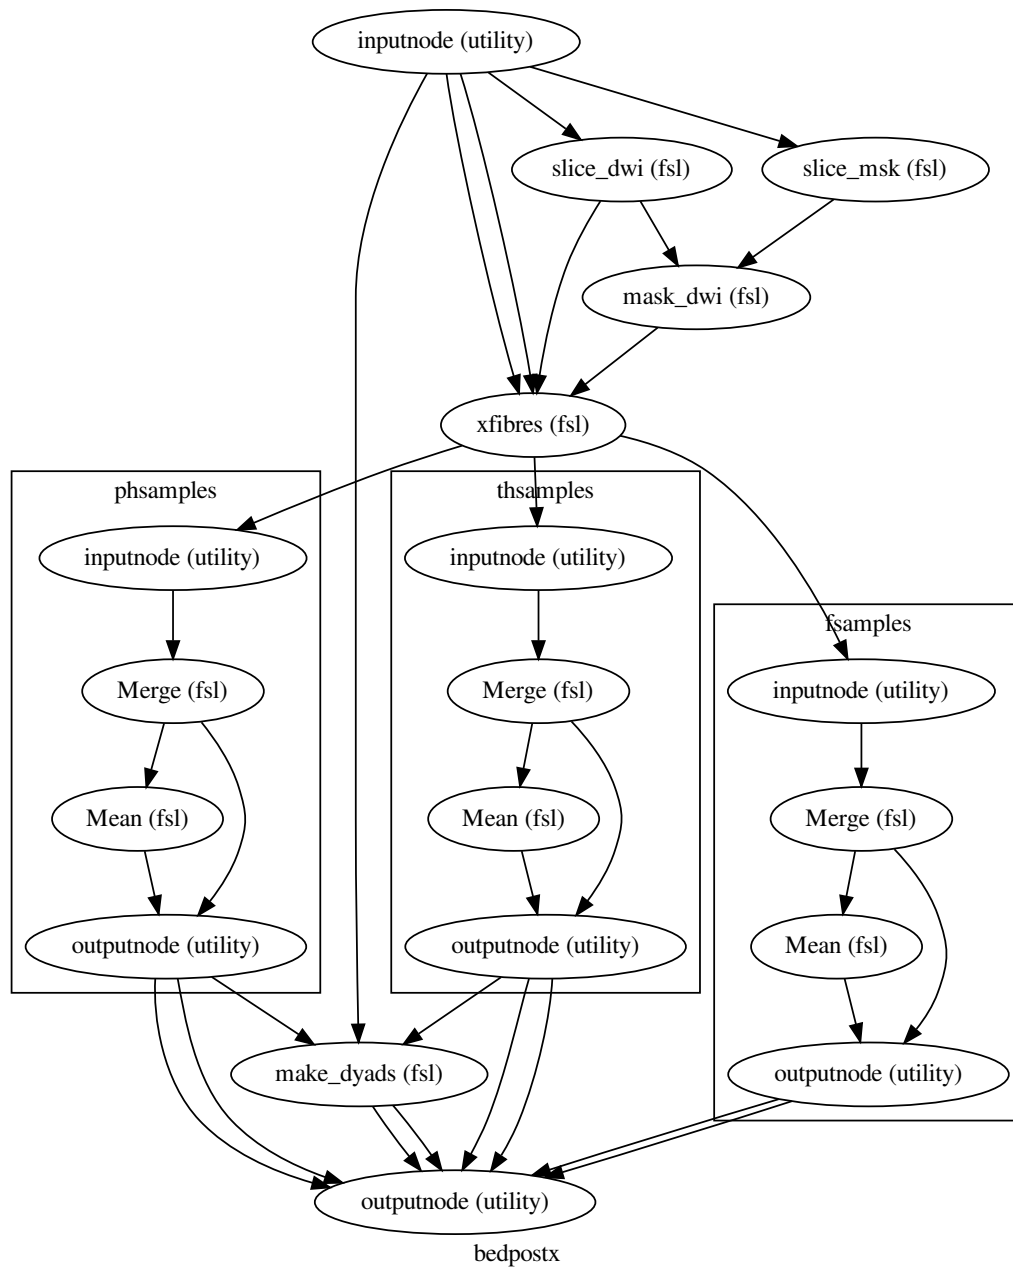 inputnode (utility)
slice_dwi (fsl)
slice_msk (fsl)
mask_dwi (fsl)
xfibres (fsl)
phsamples
thsamples
inputnode (utility)
inputnode (utility)
fsamples
Merge (fsl)
Merge (fsl)
inputnode (utility)
Mean (fsl)
Mean (fsl)
Merge (fsl)
outputnode (utility)
outputnode (utility)
Mean (fsl)
make_dyads (fsl)
outputnode (utility)
outputnode (utility)
bedpostx